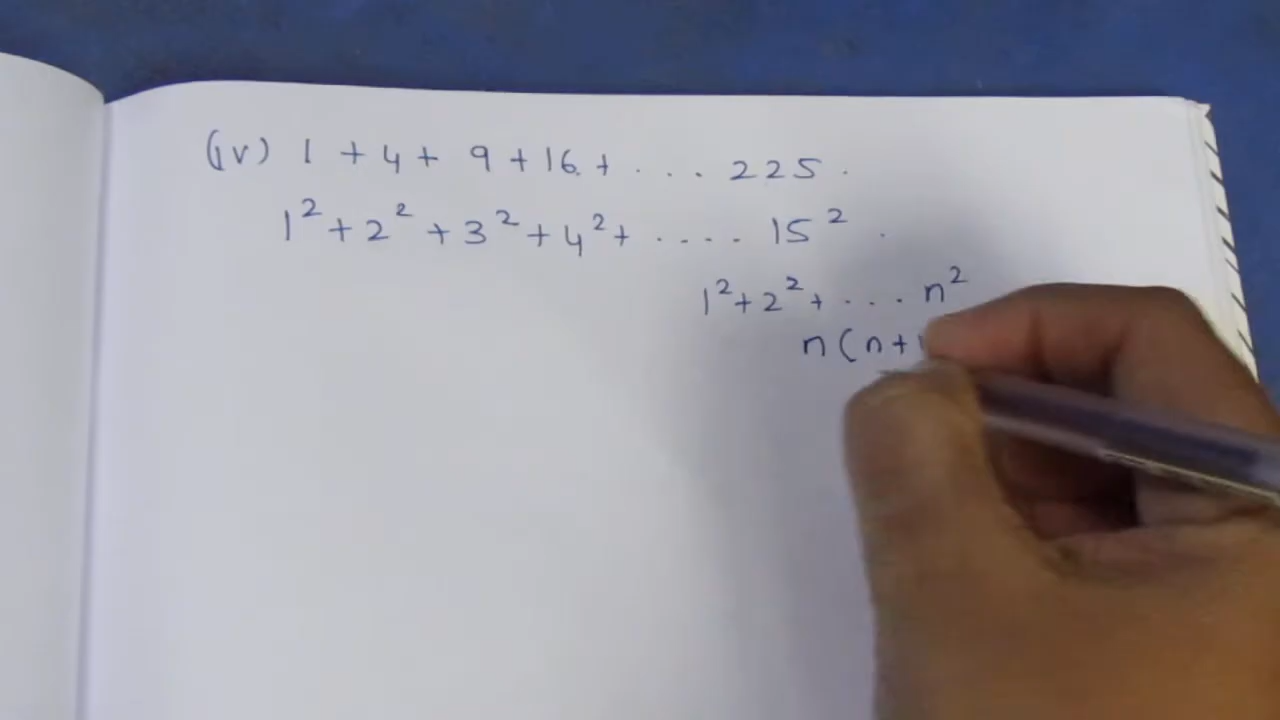 (iv) 1 + 4 + 9 + 16 + . . . 225 .
1² + 2² + 3² + 4² + . . . . 15² .
1² + 2² + . . . n²
n (n +